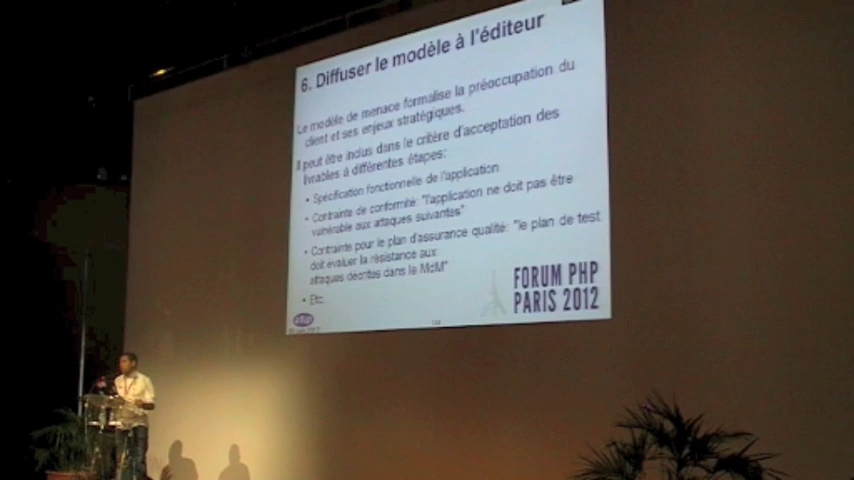 6. Diffuser le modèle à l'éditeur
Le modèle de menace formalise la préoccupation du
client et ses enjeux stratégiques.
Il peut être inclus dans le critère d'acceptation des
livrables à différentes étapes:
• Spécification fonctionnelle de l'application
• Contrainte de conformité: "l'application ne doit pas être
vulnérable aux attaques suivantes"
• Contrainte pour le plan d'assurance qualité: "le plan de test
doit évaluer la résistance aux
attaques décrites dans le MdM"
• Etc.
FORUM PHP
PARIS 2012
afup